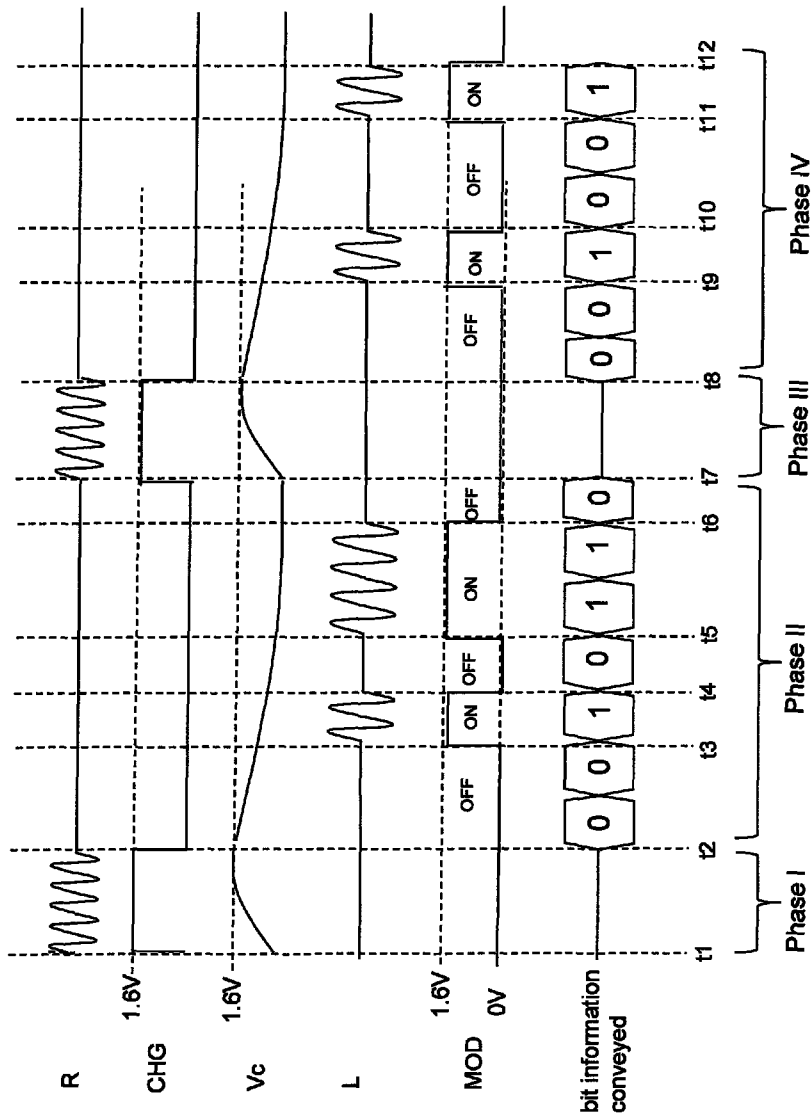 R
1.6V
CHG
1.6V
Vc
L
1.6V
MOD
OFF ON OFF ON OFF OFF ON OFF ON
0V
bit information
conveyed
0 0 1 0 1 1 0 0 0 1 0 0 1
t1 t2 t3 t4 t5 t6 t7 t8 t9 t10 t11 t12
Phase I Phase II Phase III Phase IV